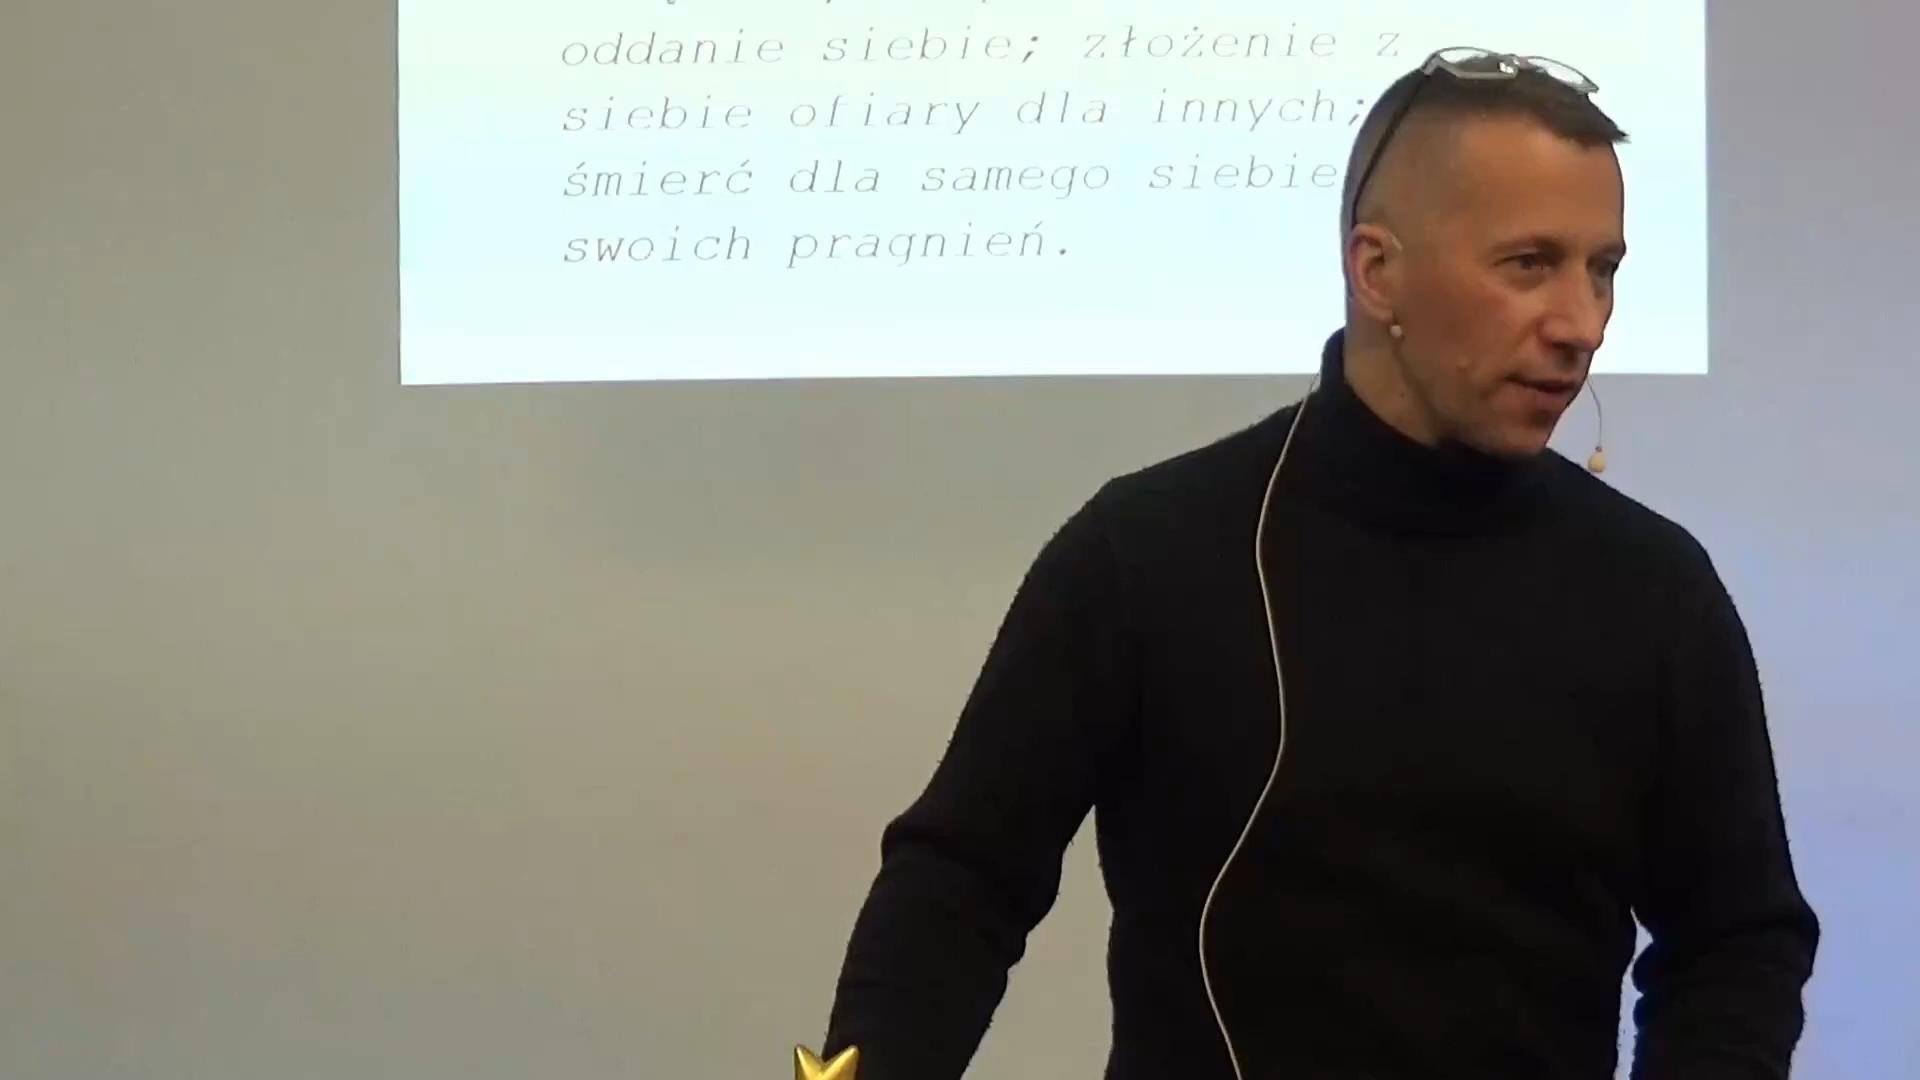 oddanie siebie; złożenie z
siebie ofiary dla innych;
śmierć dla samego siebie
swoich pragnień.